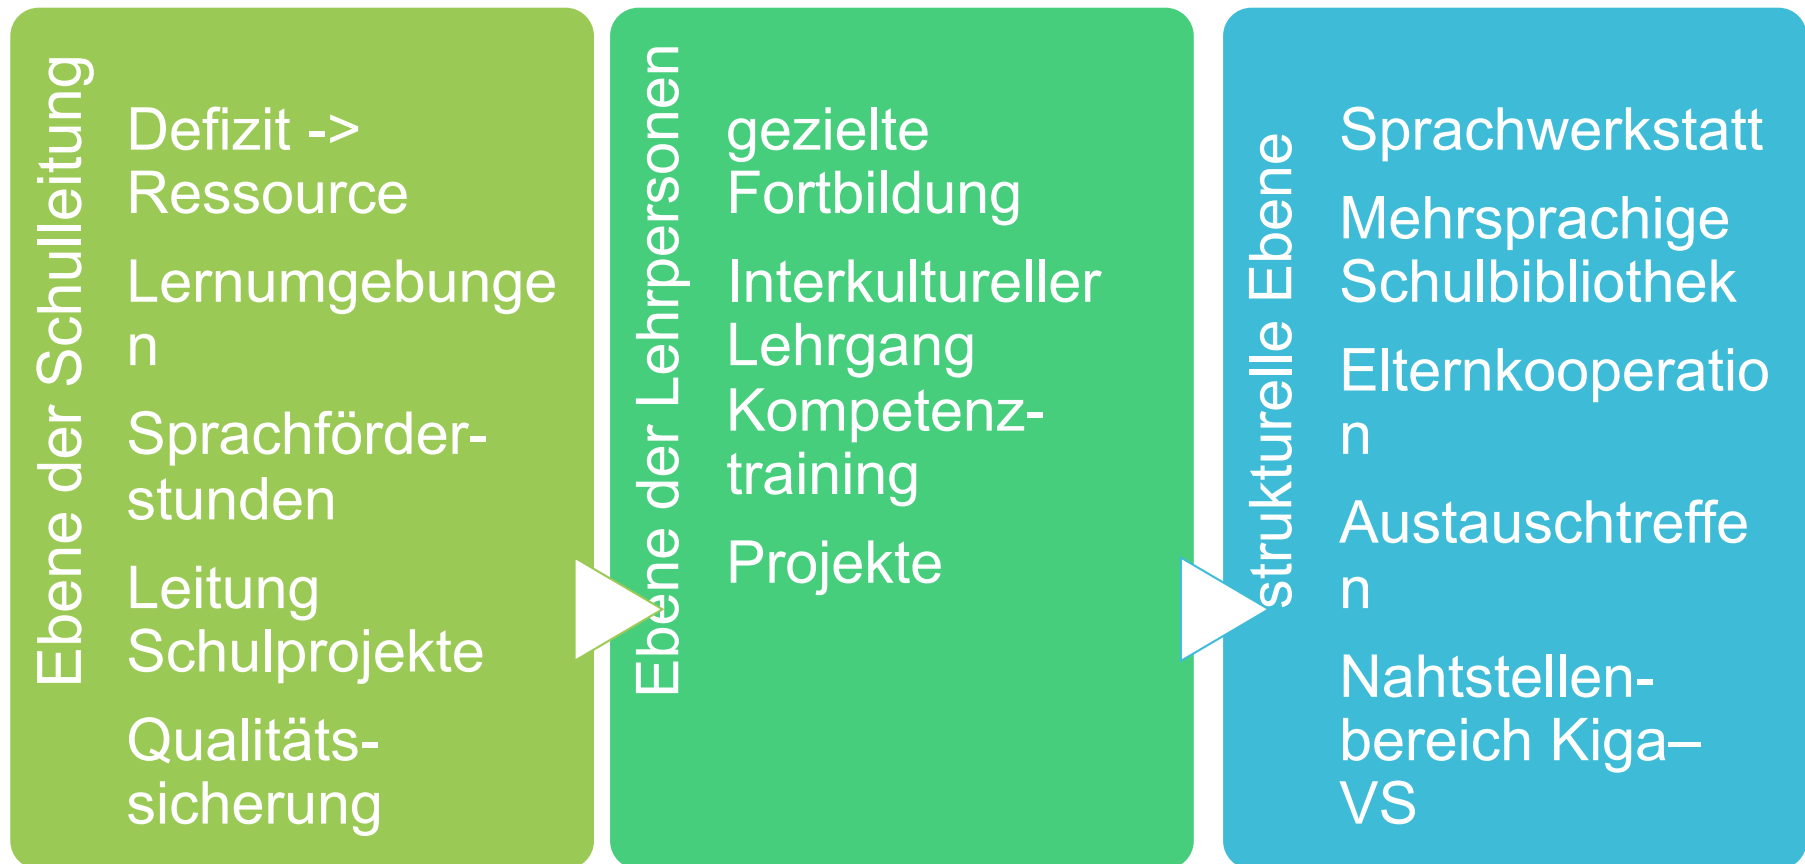 Ebene der Schulleitung
Defizit ->
Ressource
Lernumgebunge
n
Sprachförder-
stunden
Leitung
Schulprojekte
Qualitäts-
sicherung
Ebene der Lehrpersonen
gezielte
Fortbildung
Interkultureller
Lehrgang
Kompetenz-
training
Projekte
strukturelle Ebene
Sprachwerkstatt
Mehrsprachige
Schulbibliothek
Elternkooperatio
n
Austauschtreffe
n
Nahtstellen-
bereich Kiga–
VS